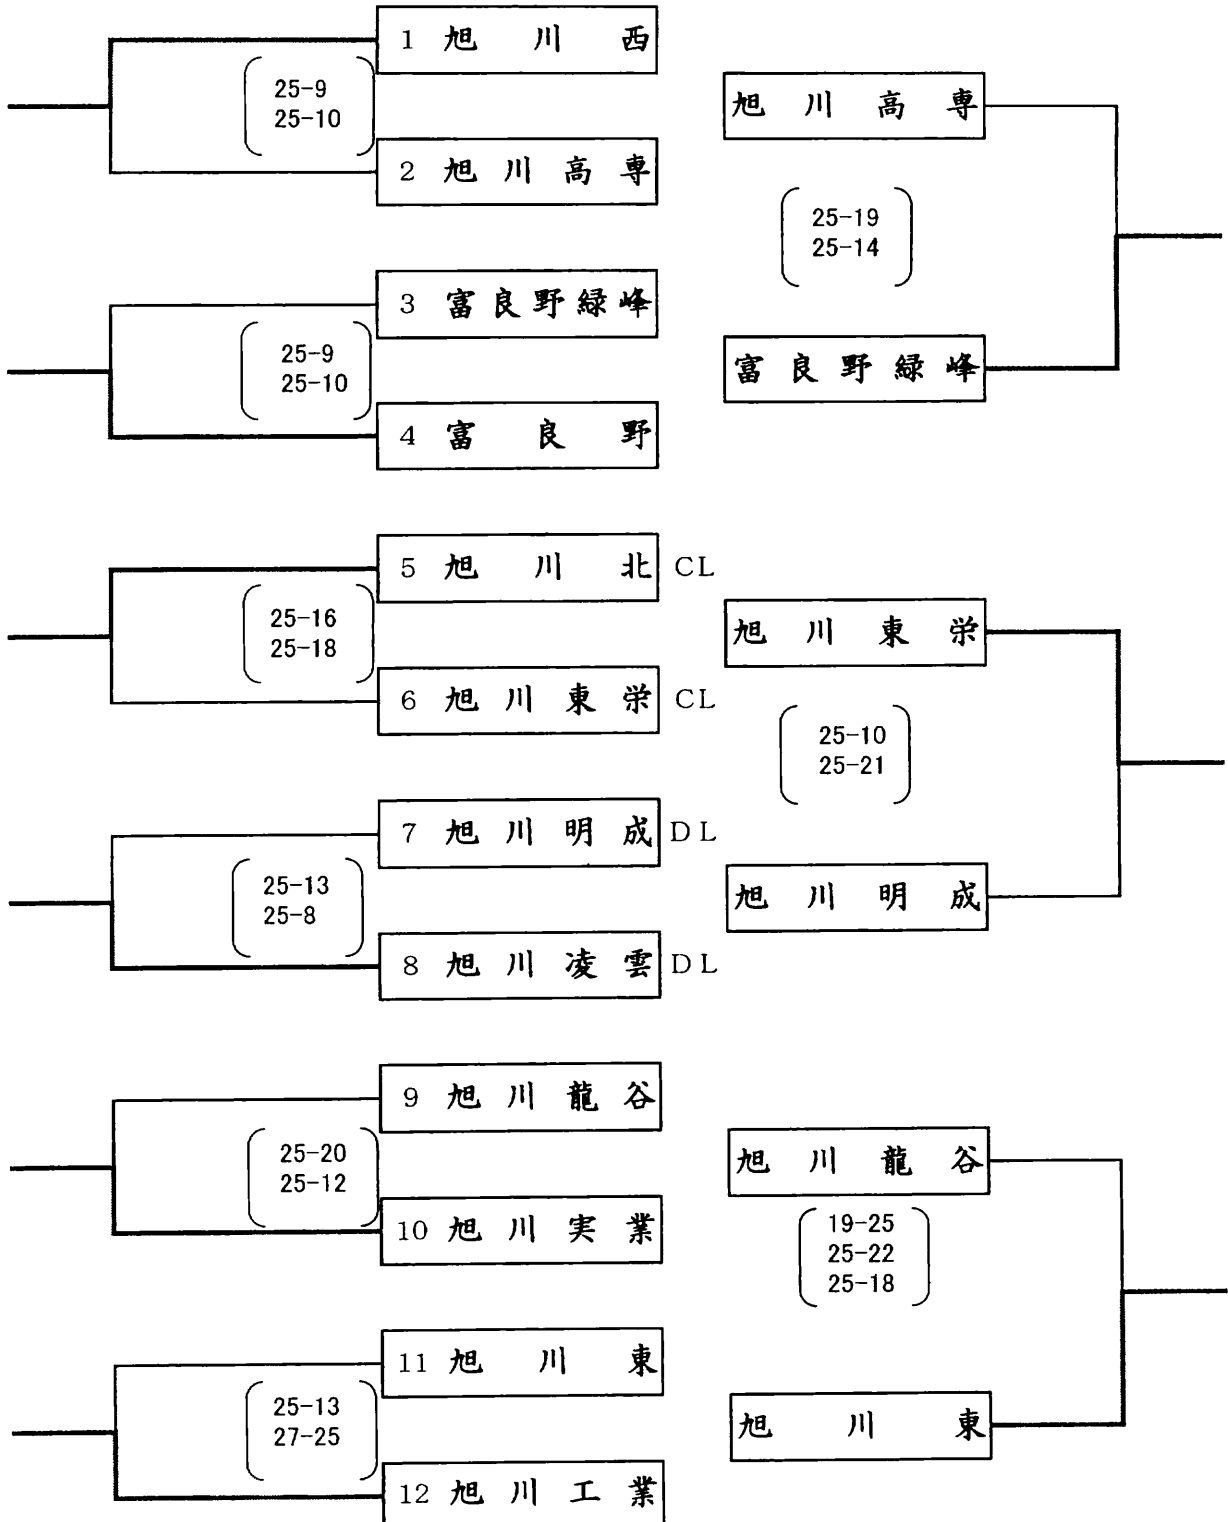 1 旭川西
25-9
25-10
2 旭川高専
3 富良野緑峰
25-9
25-10
4 富良野
5 旭川北 CL
25-16
25-18
6 旭川東栄 CL
7 旭川明成 DL
25-13
25-8
8 旭川凌雲 DL
9 旭川龍谷
25-20
25-12
10 旭川実業
11 旭川東
25-13
27-25
12 旭川工業
旭川高専
25-19
25-14
富良野緑峰
旭川東栄
25-10
25-21
旭川明成
旭川龍谷
19-25
25-22
25-18
旭川東